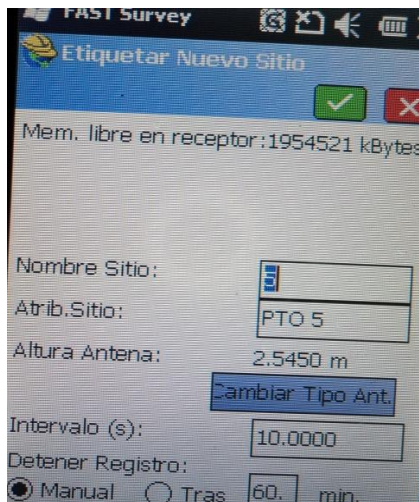 FAST Survey
Etiquetar Nuevo Sitio
Mem. libre en receptor:1954521 kBytes
Nombre Sitio: 5
Atrib.Sitio: PTO 5
Altura Antena: 2.5450 m
Cambiar Tipo Ant.
Intervalo (s): 10.0000
Detener Registro:
Manual Tras 60. min.